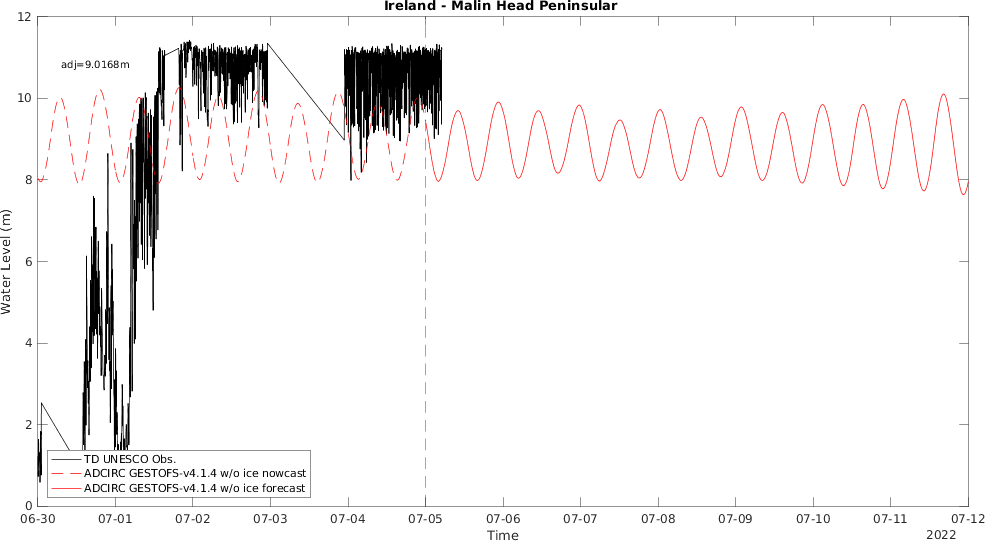 Ireland - Malin Head Peninsular
12
10
8
6
4
2
0
Water Level (m)
adj=9.0168m
TD UNESCO Obs.
ADCIRC GESTOFS-v4.1.4 w/o ice nowcast
ADCIRC GESTOFS-v4.1.4 w/o ice forecast
06-30 07-01 07-02 07-03 07-04 07-05 07-06 07-07 07-08 07-09 07-10 07-11 07-12
Time
2022